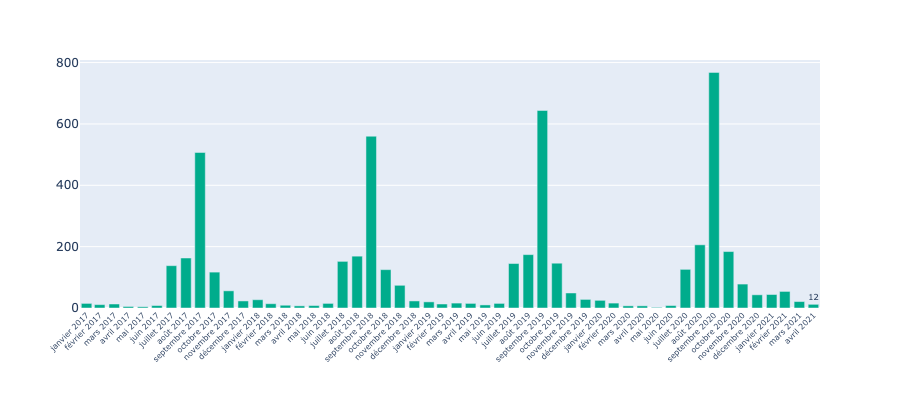 800
600
400
200
0
12
janvier 2017
février 2017
mars 2017
avril 2017
mai 2017
juin 2017
juillet 2017
août 2017
septembre 2017
octobre 2017
novembre 2017
décembre 2017
janvier 2018
février 2018
mars 2018
avril 2018
mai 2018
juin 2018
juillet 2018
août 2018
septembre 2018
octobre 2018
novembre 2018
décembre 2018
janvier 2019
février 2019
mars 2019
avril 2019
mai 2019
juin 2019
juillet 2019
août 2019
septembre 2019
octobre 2019
novembre 2019
décembre 2019
janvier 2020
février 2020
mars 2020
avril 2020
mai 2020
juin 2020
juillet 2020
août 2020
septembre 2020
octobre 2020
novembre 2020
décembre 2020
janvier 2021
février 2021
mars 2021
avril 2021